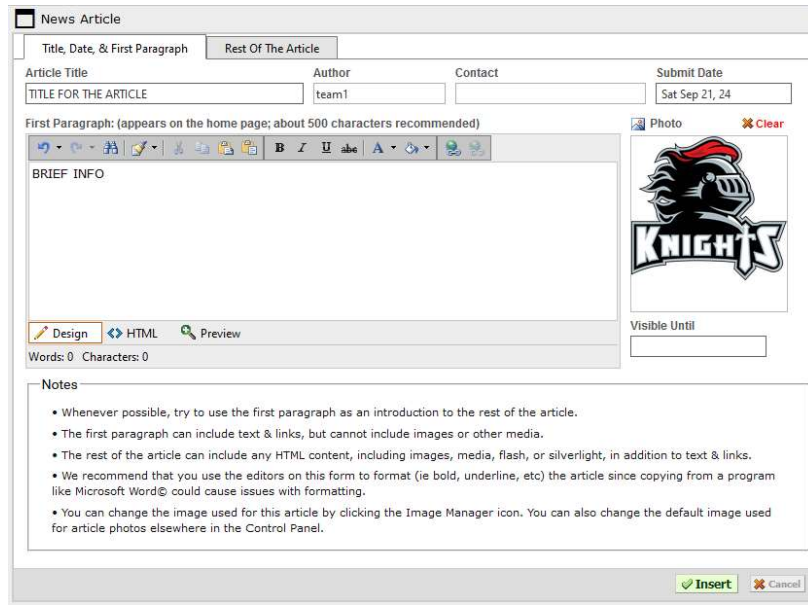 News Article
Title, Date, & First Paragraph Rest Of The Article
Article Title Author Contact Submit Date
TITLE FOR THE ARTICLE team1 Sat Sep 21, 24
First Paragraph: (appears on the home page; about 500 characters recommended) Photo Clear
B I U abc A
BRIEF INFO
KNIGHTS
Design HTML Preview
Visible Until
Words: 0 Characters: 0
Notes
• Whenever possible, try to use the first paragraph as an introduction to the rest of the article.
• The first paragraph can include text & links, but cannot include images or other media.
• The rest of the article can include any HTML content, including images, media, flash, or silverlight, in addition to text & links.
• We recommend that you use the editors on this form to format (ie bold, underline, etc) the article since copying from a program
like Microsoft Word© could cause issues with formatting.
• You can change the image used for this article by clicking the Image Manager icon. You can also change the default image used
for article photos elsewhere in the Control Panel.
Insert Cancel